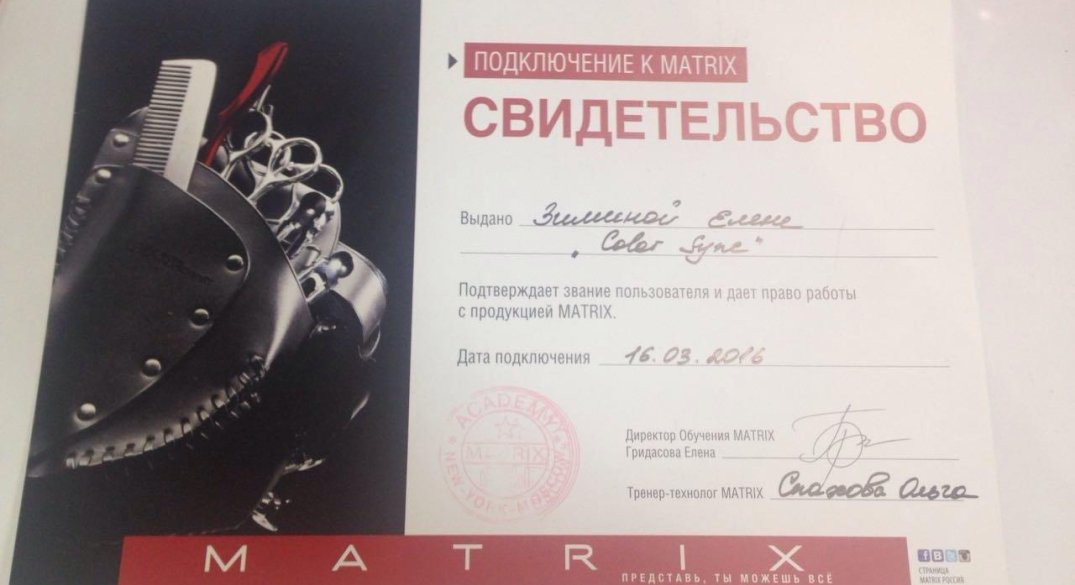 ПОДКЛЮЧЕНИЕ К MATRIX
СВИДЕТЕЛЬСТВО
Выдано Зиминой Елене
"Color Sync"
Подтверждает звание пользователя и дает право работы
с продукцией MATRIX.
Дата подключения 16.03.2016
ACADEMY
MATRIX
NEW-YORK-MOSCOW
Директор Обучения MATRIX
Гридасова Елена
Тренер-технолог MATRIX Спахова Ольга
MATRIX
ПРЕДСТАВЬ, ТЫ МОЖЕШЬ ВСЁ
СТРАНИЦА
MATRIX РОССИЯ